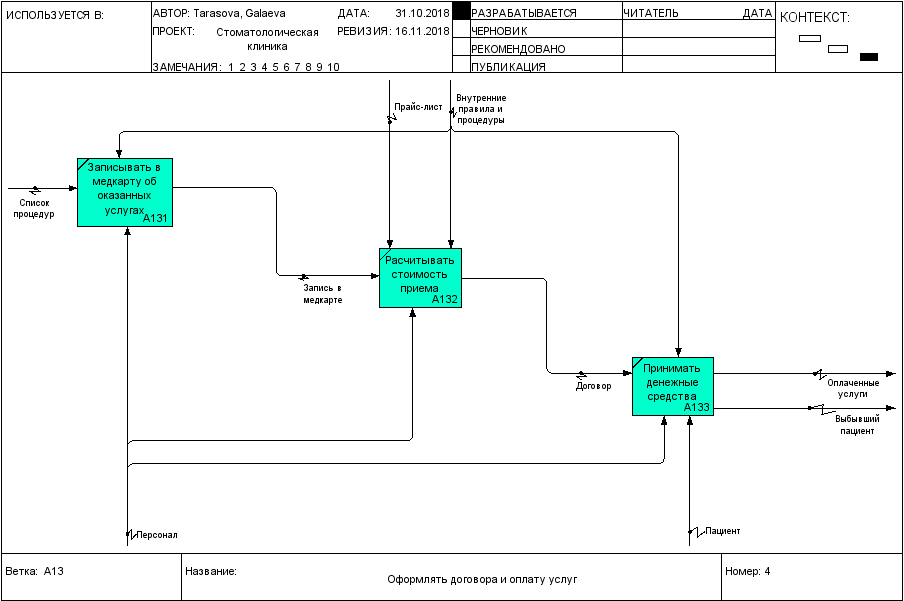 ИСПОЛЬЗУЕТСЯ В:
АВТОР: Tarasova, Galaeva
ДАТА: 31.10.2018
ПРОЕКТ: Стоматологическая
клиника
РЕВИЗИЯ: 16.11.2018
ЗАМЕЧАНИЯ: 1 2 3 4 5 6 7 8 9 10
РАЗРАБАТЫВАЕТСЯ
ЧЕРНОВИК
РЕКОМЕНДОВАНО
ПУБЛИКАЦИЯ
ЧИТАТЕЛЬ ДАТА
КОНТЕКСТ:
Прайс-лист
Внутренние
правила и
процедуры
Записывать в
медкарту об
оказанных
услугах
A131
Список
процедур
Расчитывать
стоимость
приема
A132
Запись в
медкарте
Принимать
денежные
средства
A133
Договор
Оплаченные
услуги
Выбывший
пациент
Персонал
Пациент
Ветка: A13
Название:
Оформлять договора и оплату услуг
Номер: 4